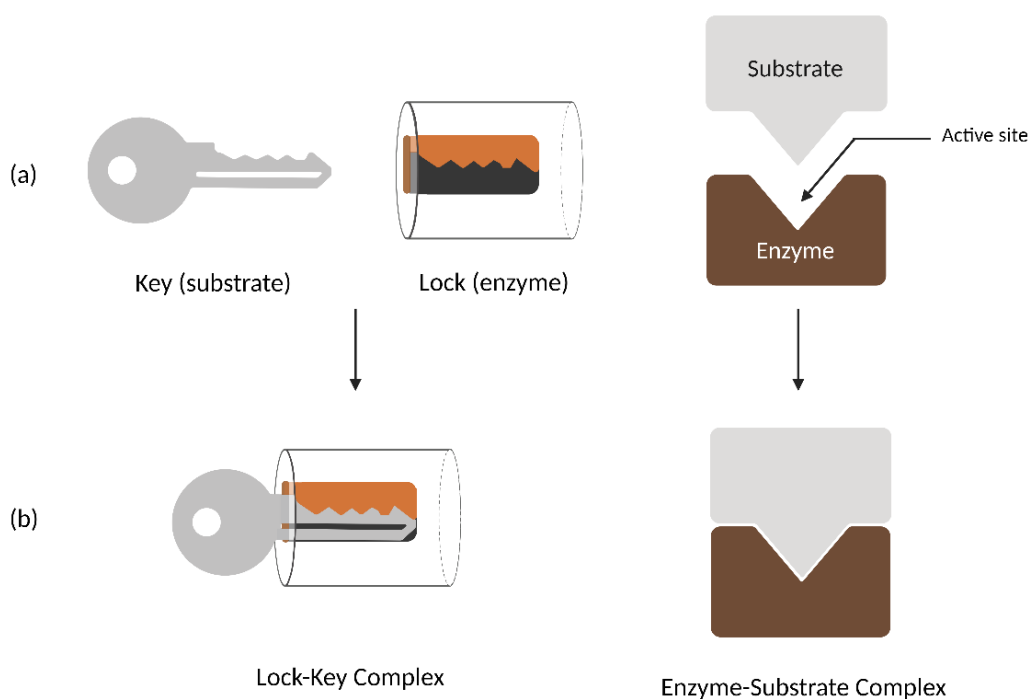 Substrate
Active site
(a)
Enzyme
Key (substrate)
Lock (enzyme)
(b)
Lock-Key Complex
Enzyme-Substrate Complex